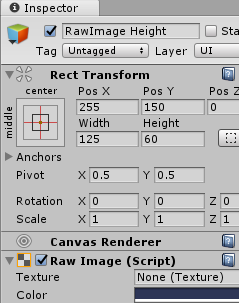 Inspector
RawImage Height Sta
Tag Untagged Layer UI
Rect Transform
center Pos X Pos Y Pos Z
middle 255 150 0
Width Height
125 60
Anchors
Pivot X 0.5 Y 0.5
Rotation X 0 Y 0 Z 0
Scale X 1 Y 1 Z 1
Canvas Renderer
Raw Image (Script)
Texture None (Texture)
Color